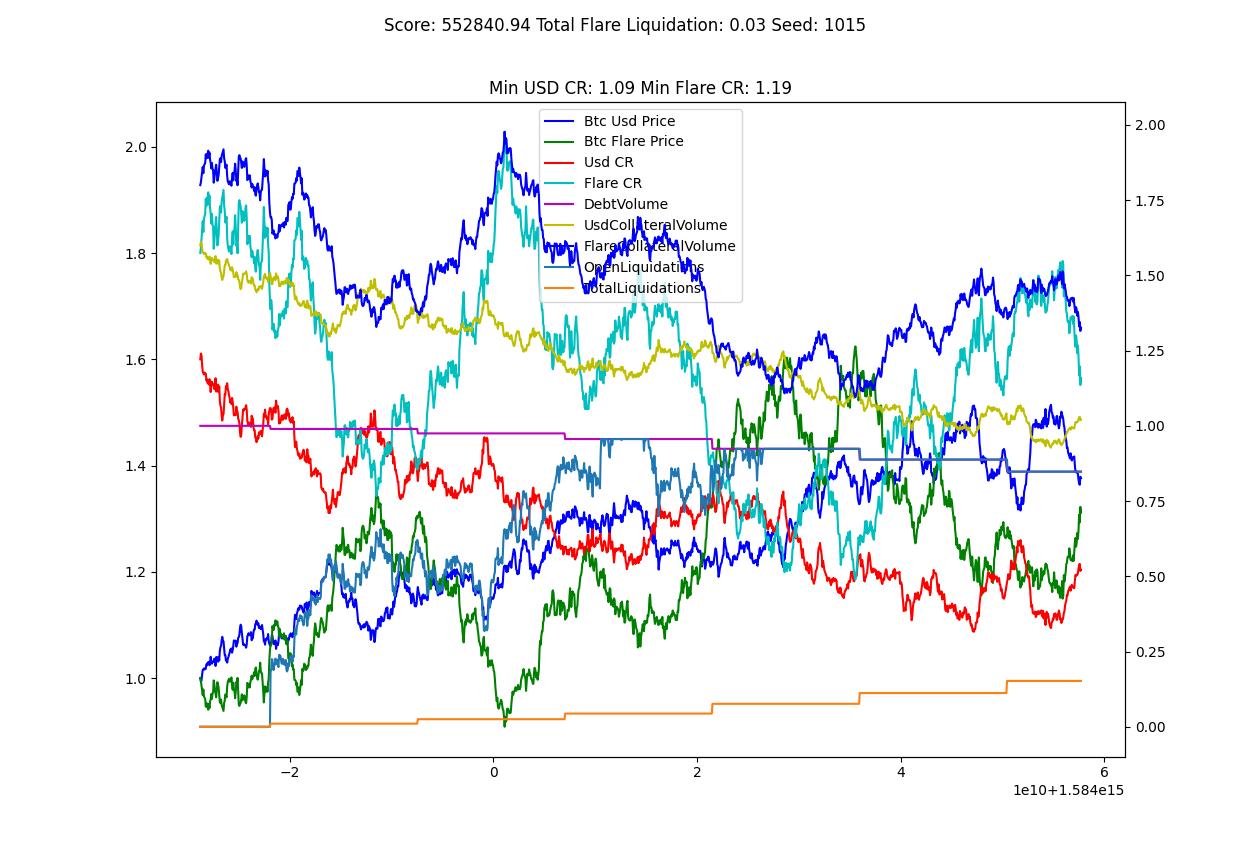 Score: 552840.94 Total Flare Liquidation: 0.03 Seed: 1015
Min USD CR: 1.09 Min Flare CR: 1.19
Btc Usd Price
Btc Flare Price
Usd CR
Flare CR
DebtVolume
UsdCollateralVolume
FlareCollateralVolume
OpenLiquidations
TotalLiquidations
2.0
1.8
1.6
1.4
1.2
1.0
2.00
1.75
1.50
1.25
1.00
0.75
0.50
0.25
0.00
−2 0 2 4 6
1e10+1.584e15